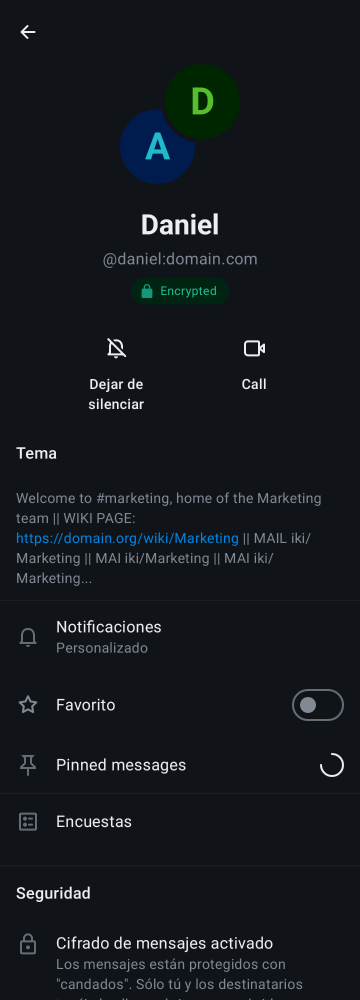 D
A
Daniel
@daniel:domain.com
Encrypted
Dejar de
silenciar
Call
Tema
Welcome to #marketing, home of the Marketing
team || WIKI PAGE:
https://domain.org/wiki/Marketing || MAIL iki/
Marketing || MAI iki/Marketing || MAI iki/
Marketing...
Notificaciones
Personalizado
Favorito
Pinned messages
Encuestas
Seguridad
Cifrado de mensajes activado
Los mensajes están protegidos con
"candados". Sólo tú y los destinatarios